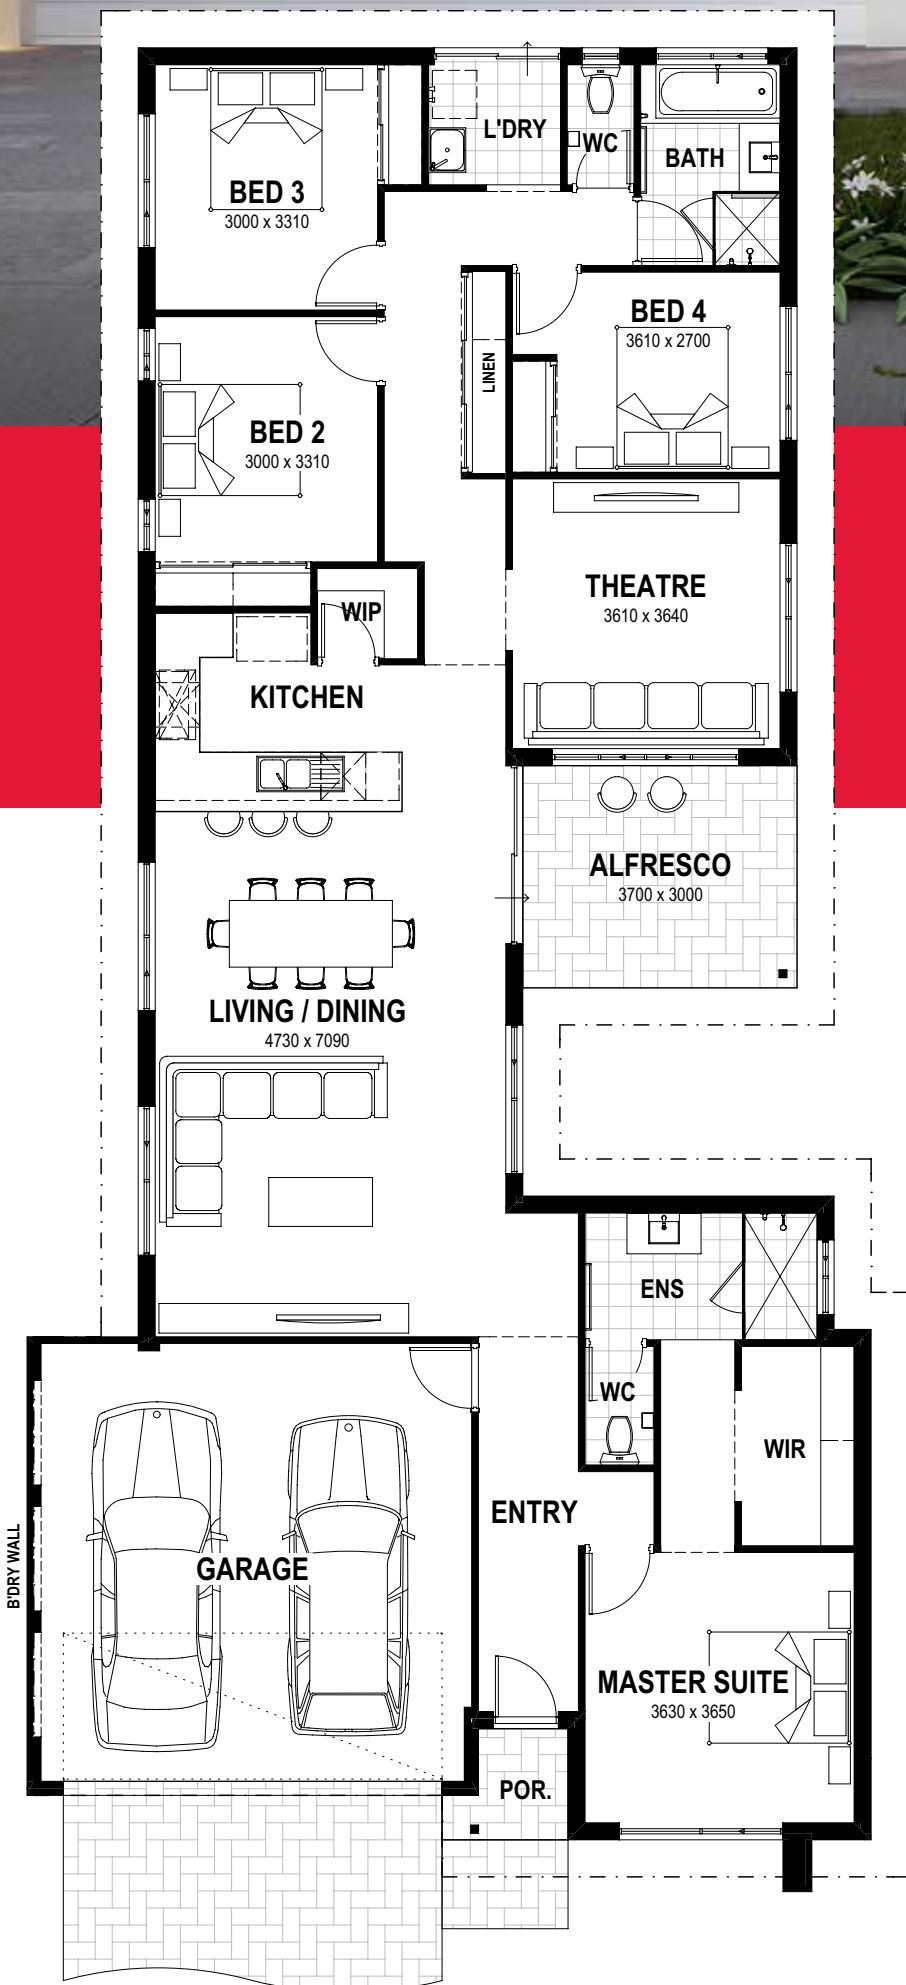 L'DRY
WC
BATH
BED 3
3000 x 3310
BED 4
3610 x 2700
LINEN
BED 2
3000 x 3310
THEATRE
3610 x 3640
WIP
KITCHEN
ALFRESCO
3700 x 3000
LIVING / DINING
4730 x 7090
ENS
WC
WIR
ENTRY
B'DRY WALL
GARAGE
MASTER SUITE
3630 x 3650
POR.